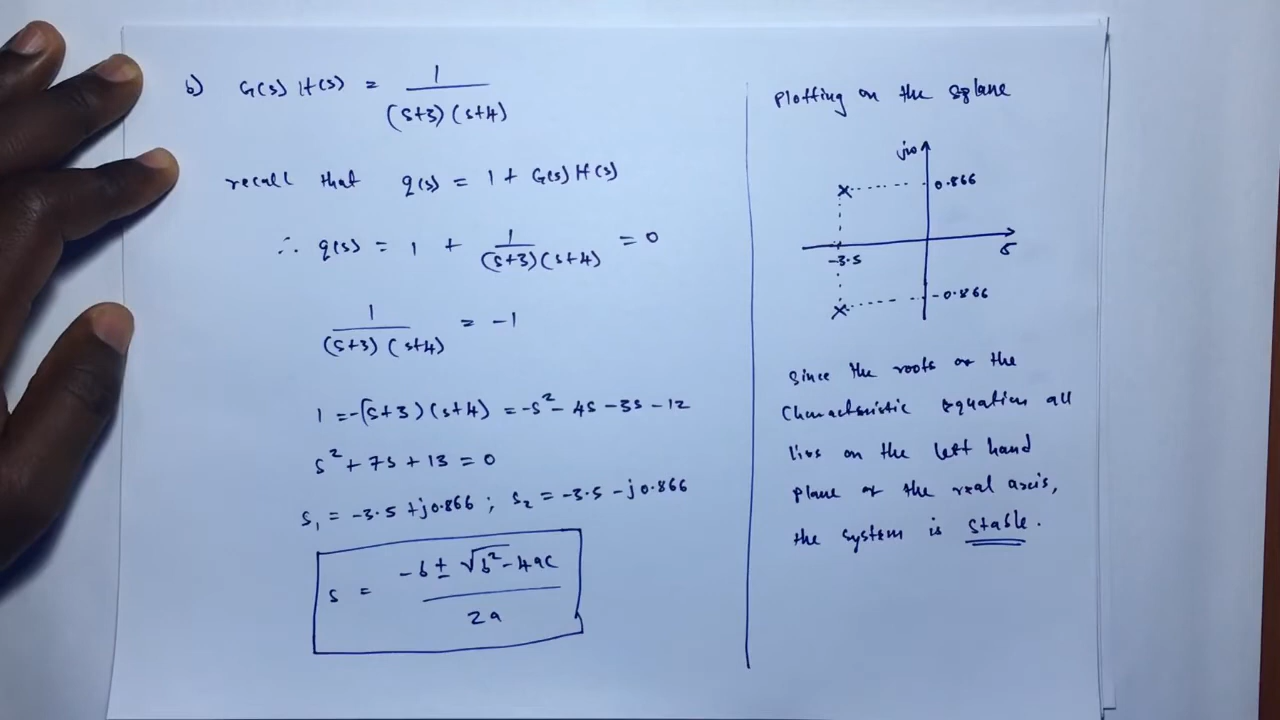 b) G(s) H(s) = 1 / (s+3)(s+4)
recall that q(s) = 1 + G(s) H(s)
∴ q(s) = 1 + 1 / (s+3)(s+4) = 0
1 / (s+3)(s+4) = -1
1 = -(s+3)(s+4) = -s² - 4s - 3s - 12
s² + 7s + 13 = 0
s₁ = -3.5 + j0.866 ; s₂ = -3.5 - j0.866
s = -b ± √b² - 4ac / 2a
plotting on the splane
jω
0.866
-3.5
σ
-0.866
Since the roots of the
Characteristic equation all
lies on the left hand
plane of the real axis,
the system is stable.